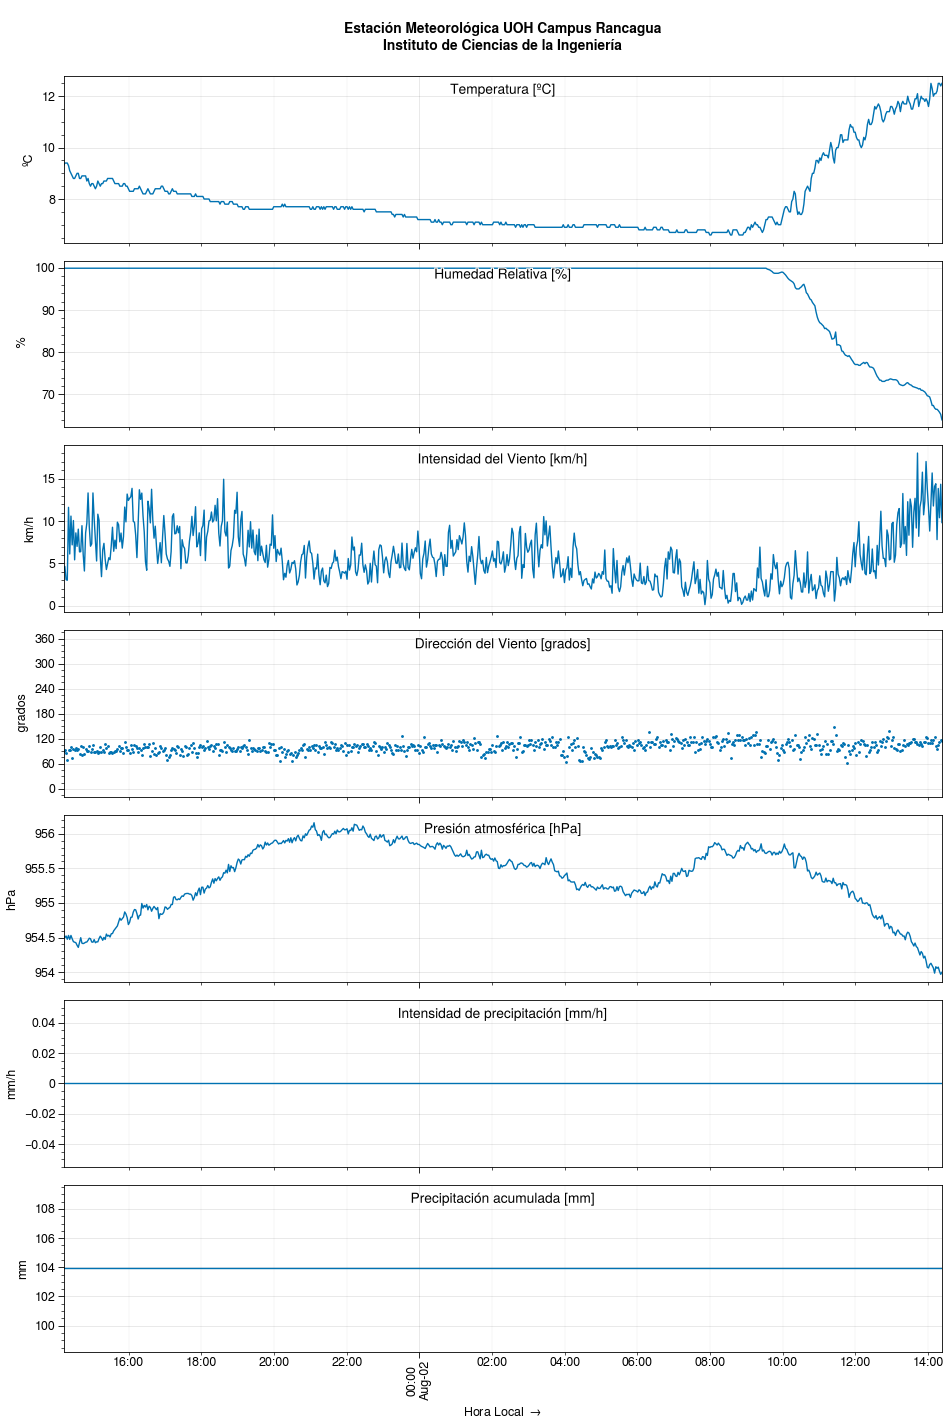 Estación Meteorológica UOH Campus Rancagua
Instituto de Ciencias de la Ingeniería
Temperatura [ºC]
12
10
8
ºC
Humedad Relativa [%]
100
90
80
70
%
Intensidad del Viento [km/h]
15
10
5
0
km/h
Dirección del Viento [grados]
360
300
240
180
120
60
0
grados
Presión atmosférica [hPa]
956
955.5
955
954.5
954
hPa
Intensidad de precipitación [mm/h]
0.04
0.02
0
−0.02
−0.04
mm/h
Precipitación acumulada [mm]
108
106
104
102
100
mm
16:00 18:00 20:00 22:00 00:00 02:00 04:00 06:00 08:00 10:00 12:00 14:00
Aug-02
Hora Local →